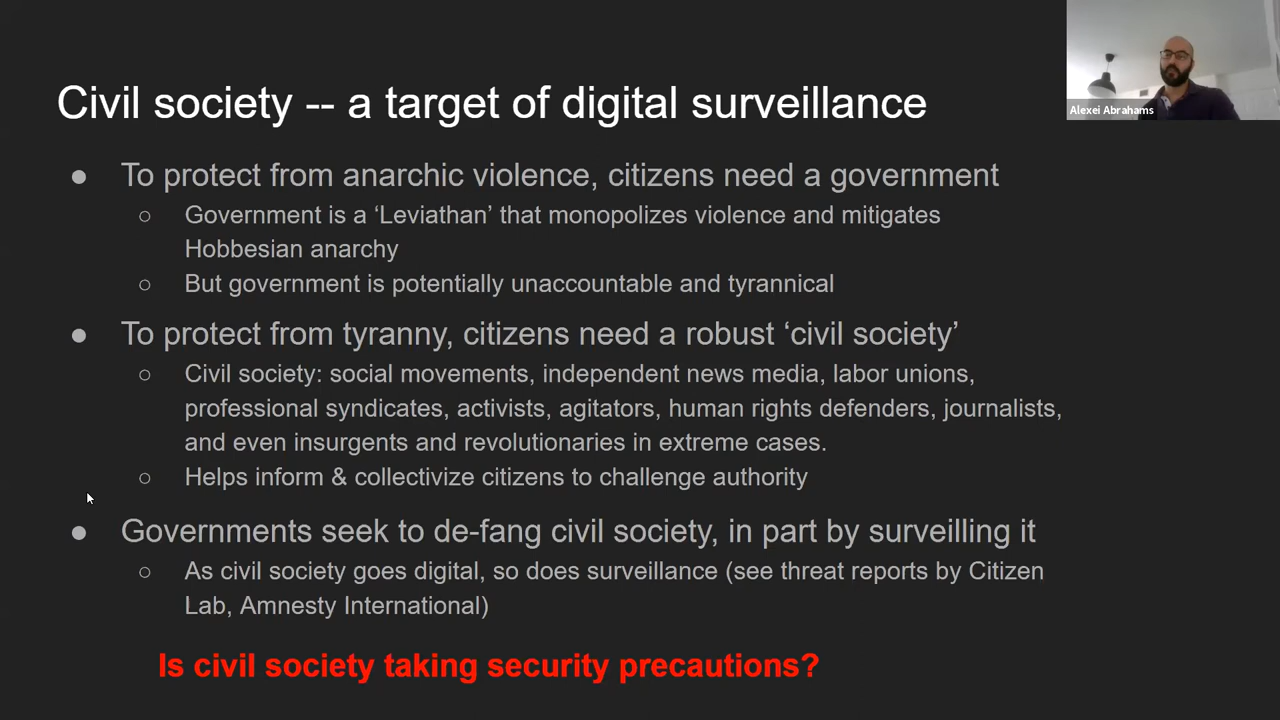 Civil society -- a target of digital surveillance
Alexei Abrahams
● To protect from anarchic violence, citizens need a government
○ Government is a ‘Leviathan’ that monopolizes violence and mitigates
Hobbesian anarchy
○ But government is potentially unaccountable and tyrannical
● To protect from tyranny, citizens need a robust ‘civil society’
○ Civil society: social movements, independent news media, labor unions,
professional syndicates, activists, agitators, human rights defenders, journalists,
and even insurgents and revolutionaries in extreme cases.
○ Helps inform & collectivize citizens to challenge authority
● Governments seek to de-fang civil society, in part by surveilling it
○ As civil society goes digital, so does surveillance (see threat reports by Citizen
Lab, Amnesty International)
Is civil society taking security precautions?